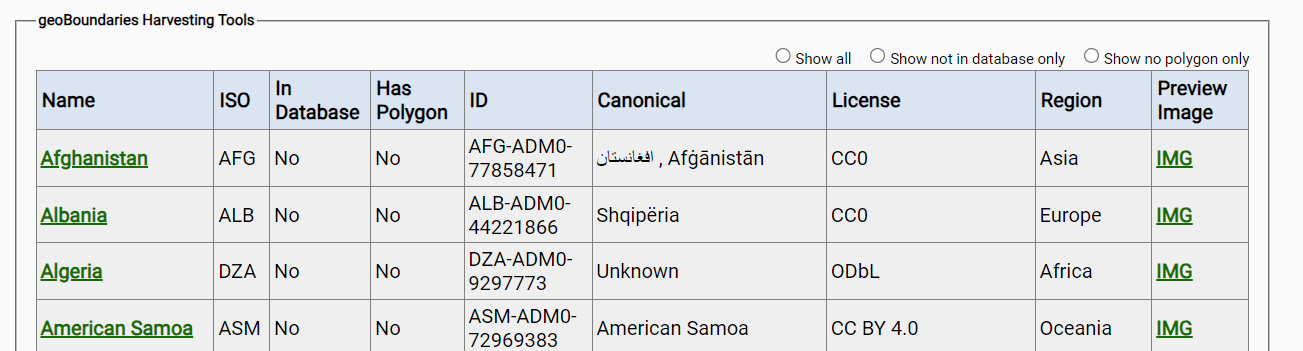 geoBoundaries Harvesting Tools
Show all Show not in database only Show no polygon only
Name ISO In Database Has Polygon ID Canonical License Region Preview Image
Afghanistan AFG No No AFG-ADM0-77858471 افغانستان , Afġānistān CC0 Asia IMG
Albania ALB No No ALB-ADM0-44221866 Shqipëria CC0 Europe IMG
Algeria DZA No No DZA-ADM0-9297773 Unknown ODbL Africa IMG
American Samoa ASM No No ASM-ADM0-72969383 American Samoa CC BY 4.0 Oceania IMG